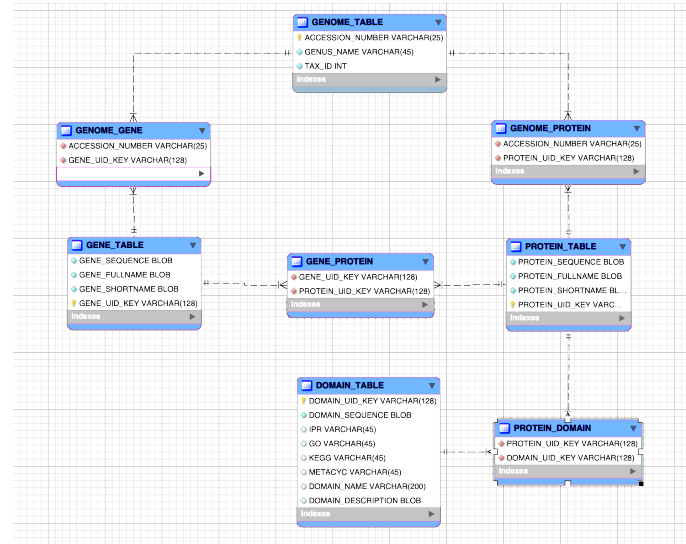 GENOME_TABLE
ACCESSION_NUMBER VARCHAR(25)
GENUS_NAME VARCHAR(45)
TAX_ID INT
Indexes
GENOME_GENE
ACCESSION_NUMBER VARCHAR(25)
GENE_UID_KEY VARCHAR(128)
GENOME_PROTEIN
ACCESSION_NUMBER VARCHAR(25)
PROTEIN_UID_KEY VARCHAR(128)
Indexes
GENE_TABLE
GENE_SEQUENCE BLOB
GENE_FULLNAME BLOB
GENE_SHORTNAME BLOB
GENE_UID_KEY VARCHAR(128)
Indexes
GENE_PROTEIN
GENE_UID_KEY VARCHAR(128)
PROTEIN_UID_KEY VARCHAR(128)
Indexes
PROTEIN_TABLE
PROTEIN_SEQUENCE BLOB
PROTEIN_FULLNAME BLOB
PROTEIN_SHORTNAME BL...
PROTEIN_UID_KEY VARC...
Indexes
DOMAIN_TABLE
DOMAIN_UID_KEY VARCHAR(128)
DOMAIN_SEQUENCE BLOB
IPR VARCHAR(45)
GO VARCHAR(45)
KEGG VARCHAR(45)
METACYC VARCHAR(45)
DOMAIN_NAME VARCHAR(200)
DOMAIN_DESCRIPTION BLOB
Indexes
PROTEIN_DOMAIN
PROTEIN_UID_KEY VARCHAR(128)
DOMAIN_UID_KEY VARCHAR(128)
Indexes